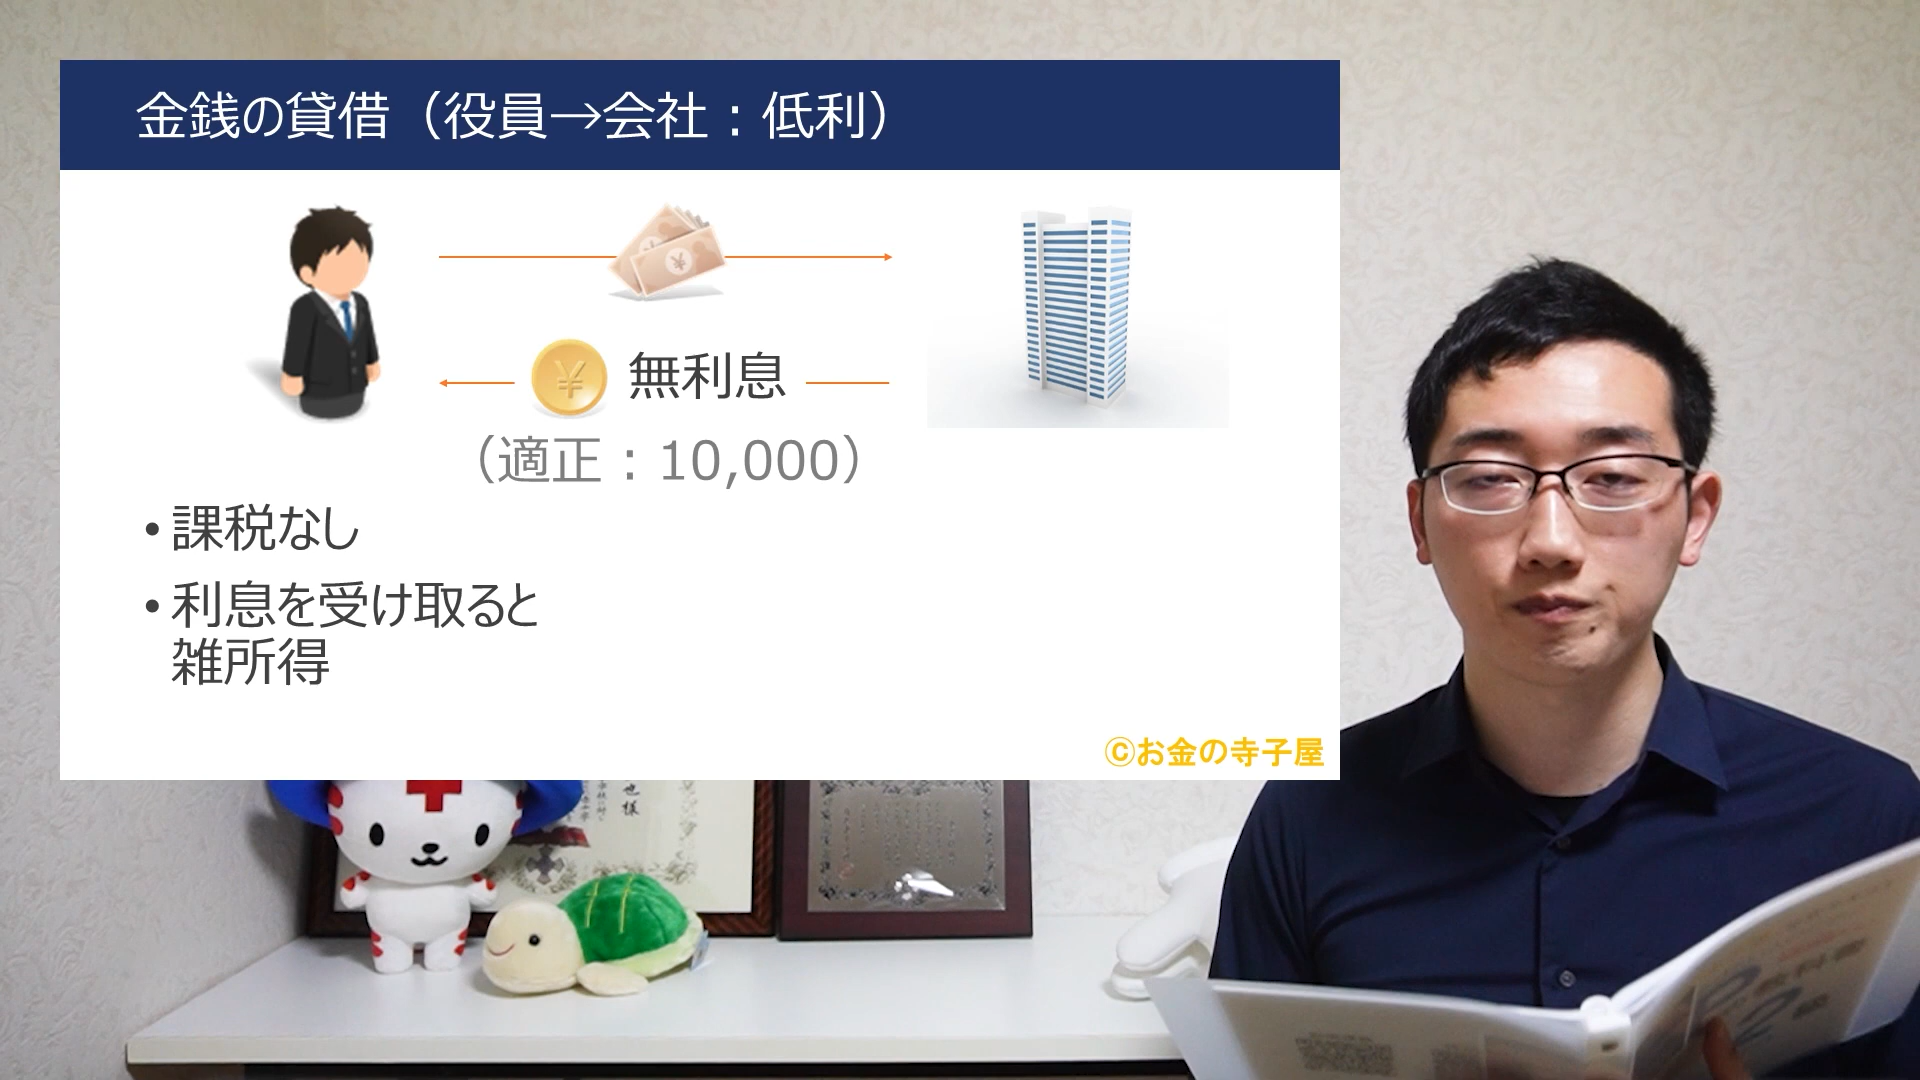 金銭の貸借（役員→会社：低利）
無利息
（適正：10,000）
• 課税なし
• 利息を受け取ると
雑所得
©お金の寺子屋
也様